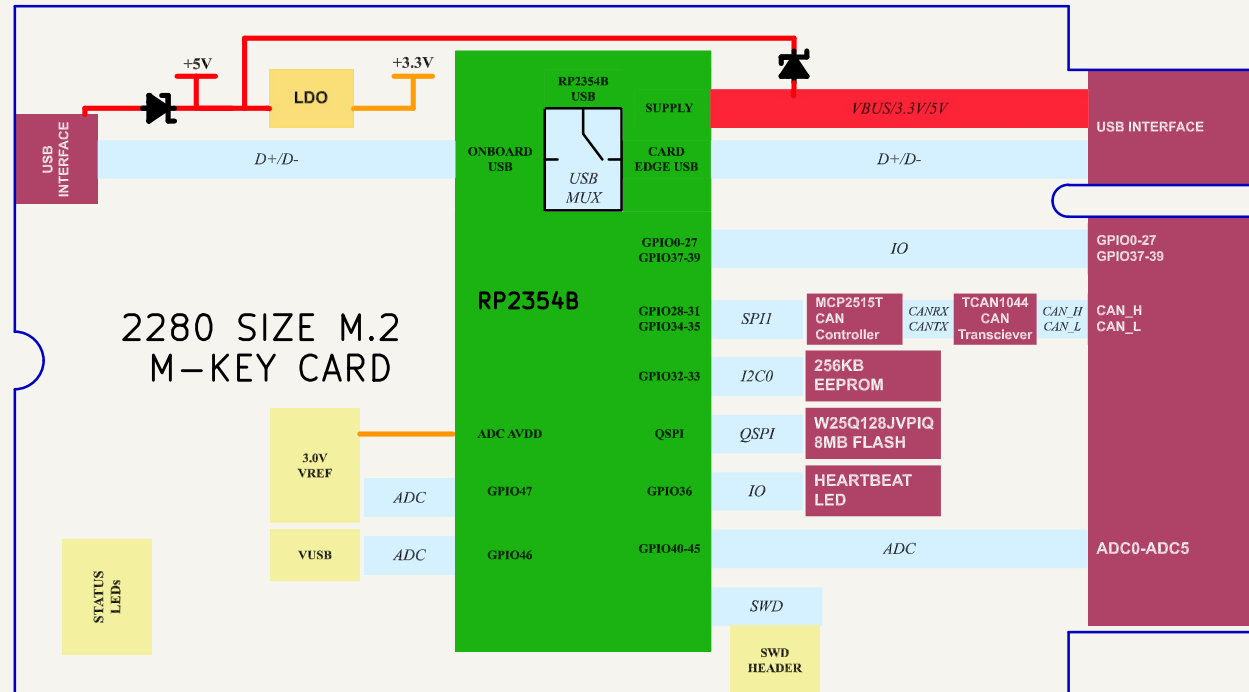 +5V
+3.3V
LDO
RP2354B
USB
SUPPLY
VBUS/3.3V/5V
USB INTERFACE
USB
INTERFACE
D+/D-
ONBOARD
USB
USB
MUX
CARD
EDGE USB
D+/D-
GPIO0-27
GPIO37-39
IO
GPIO0-27
GPIO37-39
RP2354B
2280 SIZE M.2
M-KEY CARD
GPIO28-31
GPIO34-35
SPI1
MCP2515T
CAN
Controller
CANRX
CANTX
TCAN1044
CAN
Transciever
CAN_H
CAN_L
CAN_H
CAN_L
GPIO32-33
I2C0
256KB
EEPROM
3.0V
VREF
ADC AVDD
QSPI
QSPI
W25Q128JVPIQ
8MB FLASH
ADC
GPIO47
GPIO36
IO
HEARTBEAT
LED
VUSB
ADC
GPIO46
GPIO40-45
ADC
ADC0-ADC5
STATUS
LEDs
SWD
SWD
HEADER